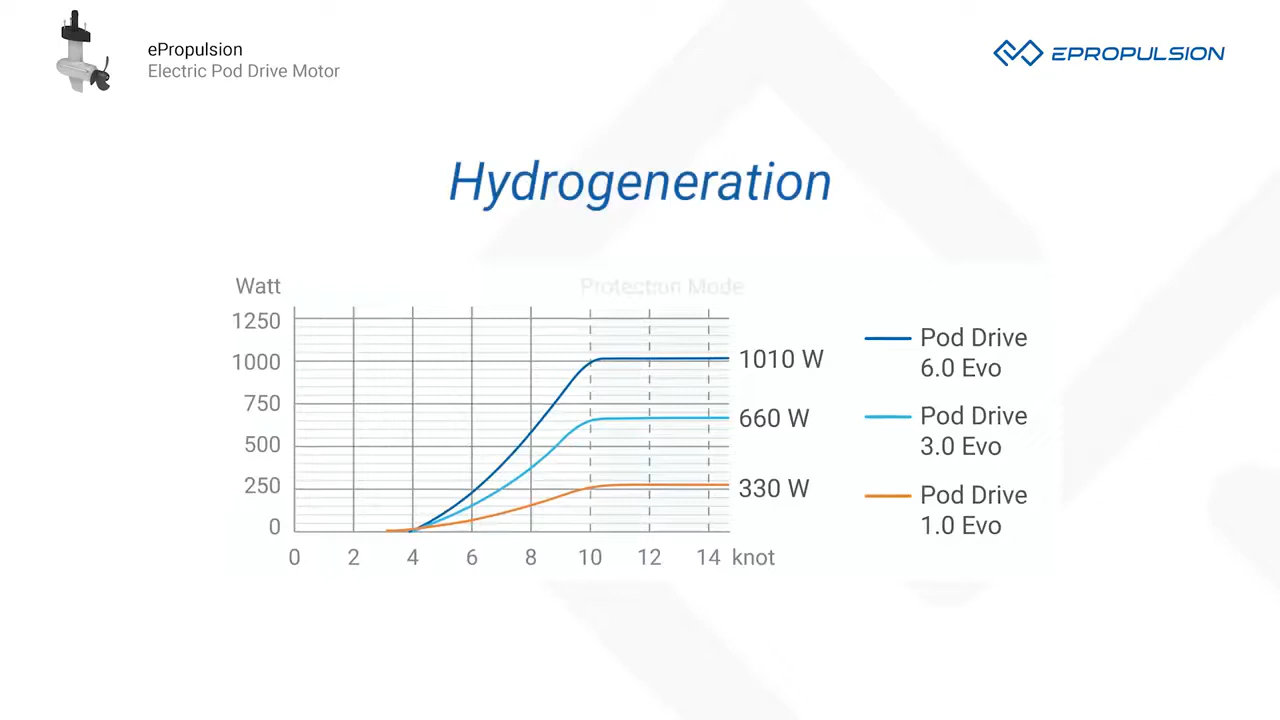 ePropulsion
Electric Pod Drive Motor
EPROPULSION
Hydrogeneration
Watt
Protection Mode
1250
1000
750
500
250
0
0 2 4 6 8 10 12 14 knot
1010 W
660 W
330 W
Pod Drive
6.0 Evo
Pod Drive
3.0 Evo
Pod Drive
1.0 Evo